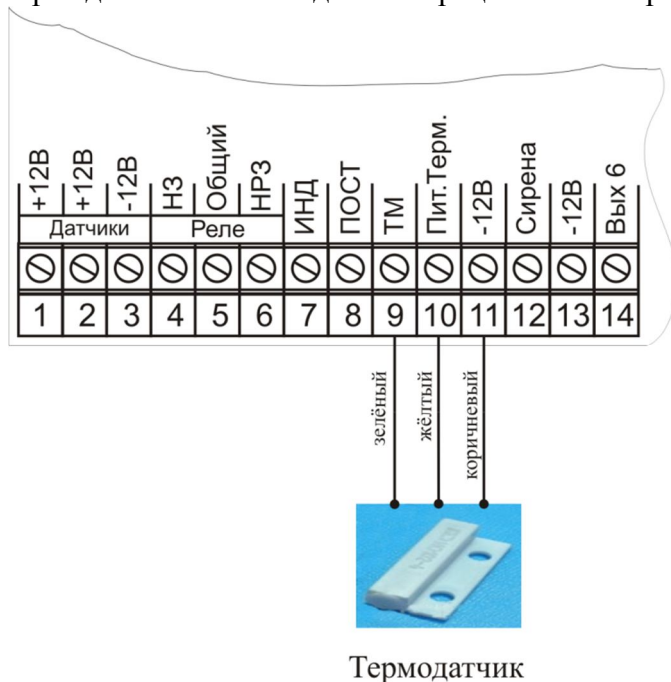 +12В
+12В
-12В
НЗ
Общий
НРЗ
ИНД
ПОСТ
ТМ
Пит.Терм.
-12В
Сирена
-12В
Вых 6
Датчики
Реле
1 2 3 4 5 6 7 8 9 10 11 12 13 14
зелёный
жёлтый
коричневый
Термодатчик